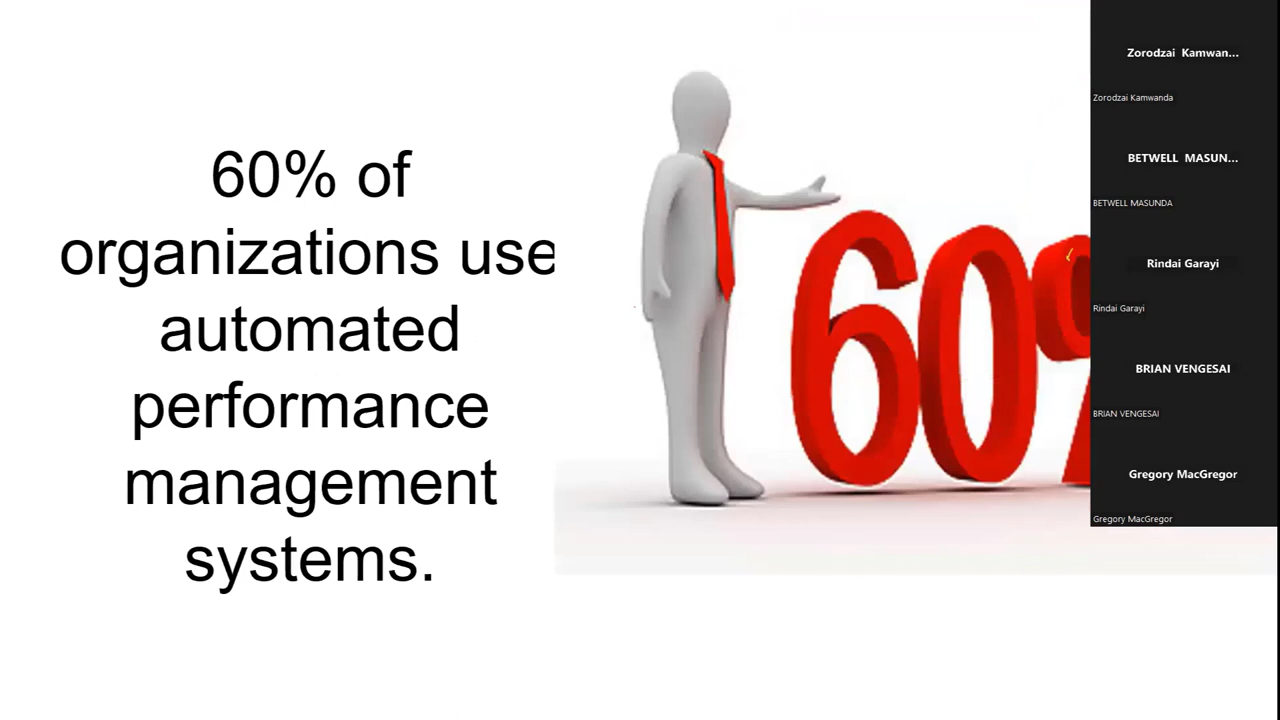 60% of
organizations use
automated
performance
management
systems.
60%
Zorodzai Kamwan...
Zorodzai Kamwanda
BETWELL MASUN...
BETWELL MASUNDA
Rindai Garayi
Rindai Garayi
BRIAN VENGESAI
BRIAN VENGESAI
Gregory MacGregor
Gregory MacGregor